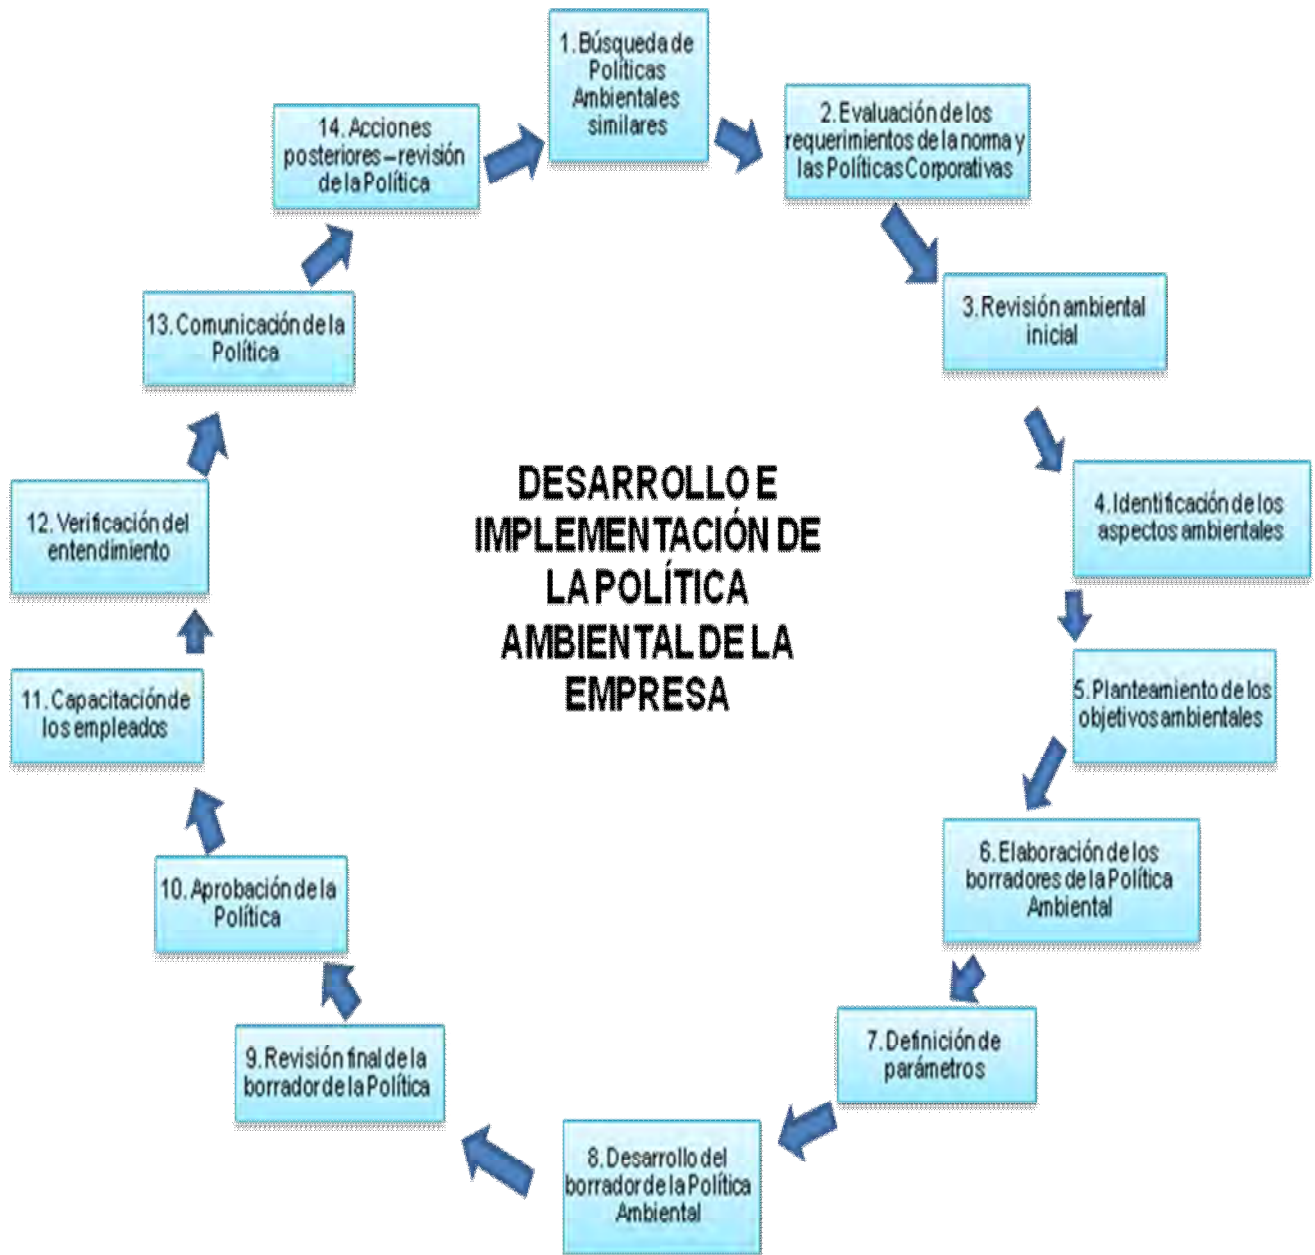 1. Búsqueda de
Políticas
Ambientales
similares
2. Evaluación de los
requerimientos de la norma y
las Políticas Corporativas
3. Revisión ambiental
inicial
4. Identificación de los
aspectos ambientales
5. Planteamiento de los
objetivos ambientales
6. Elaboración de los
borradores de la Política
Ambiental
7. Definición de
parámetros
8. Desarrollo del
borrador de la Política
Ambiental
9. Revisión final de la
borrador de la Política
10. Aprobación de la
Política
11. Capacitación de
los empleados
12. Verificación del
entendimiento
13. Comunicación de la
Política
14. Acciones
posteriores – revisión
de la Política
DESARROLLO E
IMPLEMENTACIÓN DE
LA POLÍTICA
AMBIENTAL DE LA
EMPRESA